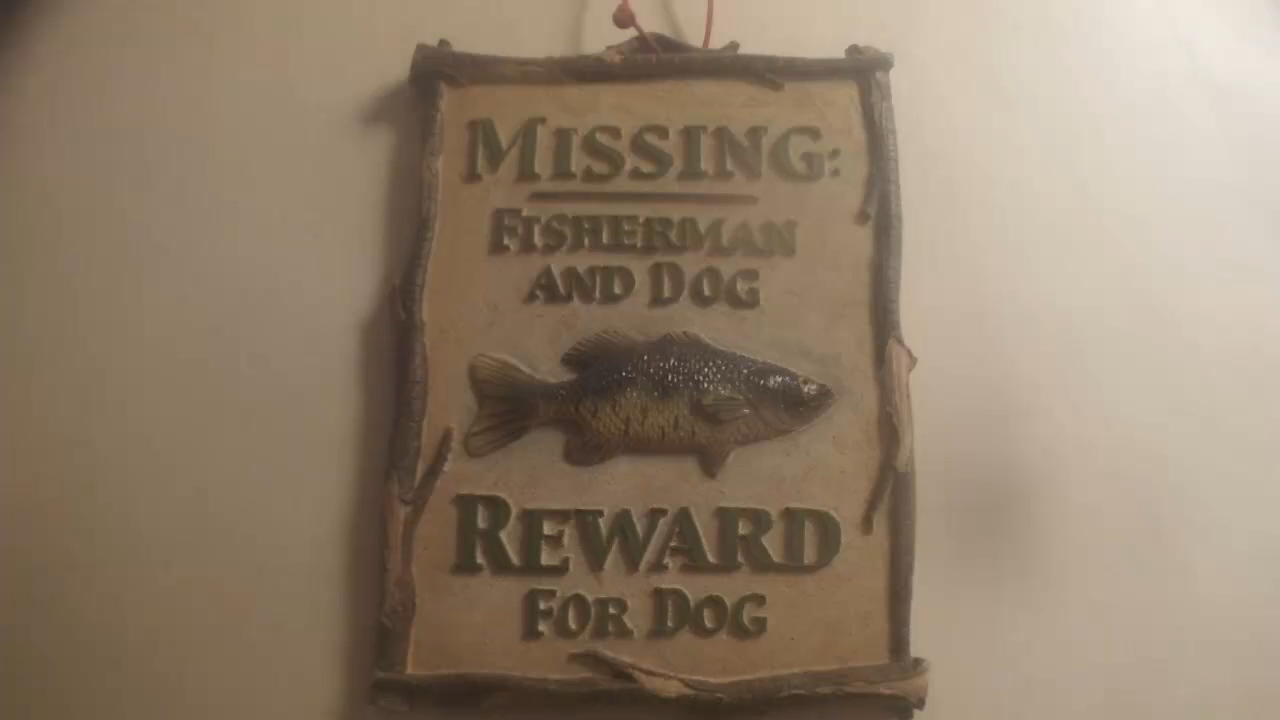 MISSING:
FISHERMAN
AND DOG
REWARD
FOR DOG